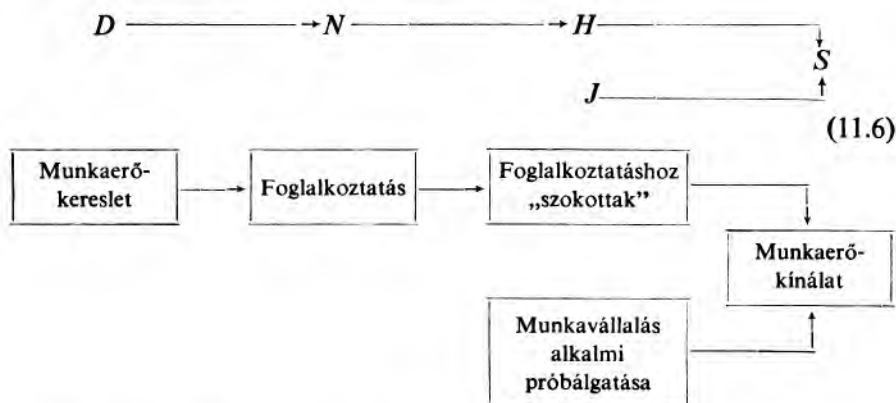 D N H
S
J
(11.6)
Munkaerő-
kereslet
Foglalkoztatás
Foglalkoztatáshoz
„szokottak”
Munkaerő-
kínálat
Munkavállalás
alkalmi
próbálgatása